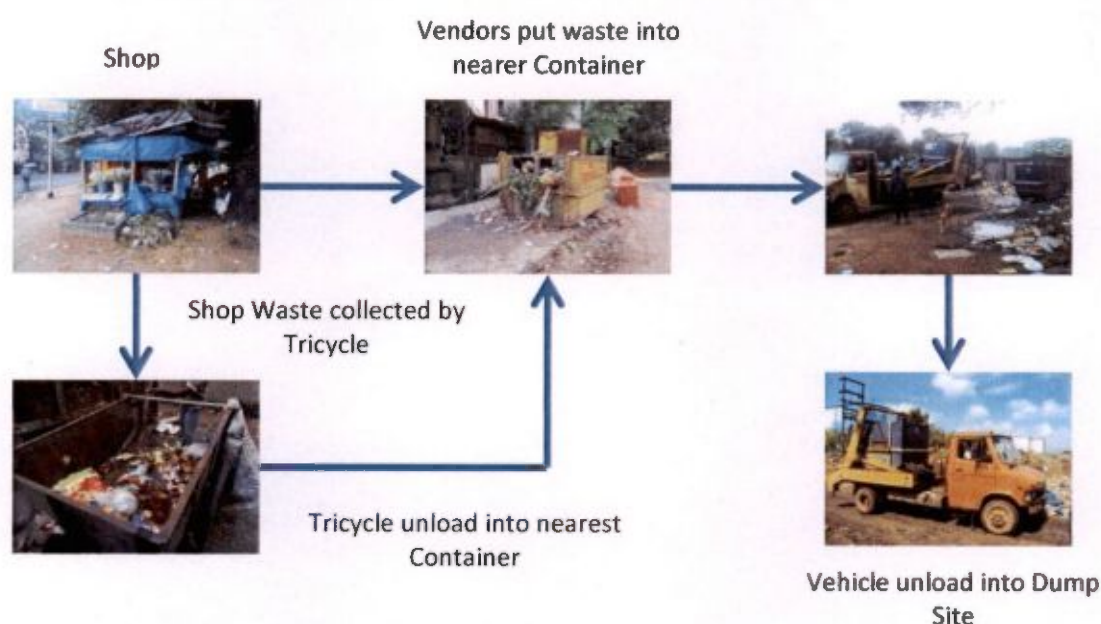 Shop
Vendors put waste into
nearer Container
Shop Waste collected by
Tricycle
Tricycle unload into nearest
Container
Vehicle unload into Dump
Site